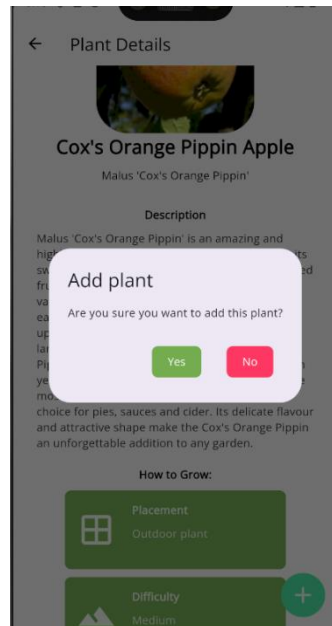 Plant Details
Cox's Orange Pippin Apple
Malus 'Cox's Orange Pippin'
Description
Malus 'Cox's Orange Pippin' is an amazing and
Add plant
Are you sure you want to add this plant?
Yes
No
choice for pies, sauces and cider. Its delicate flavour
and attractive shape make the Cox's Orange Pippin
an unforgettable addition to any garden.
How to Grow:
Placement
Outdoor plant
Difficulty
Medium